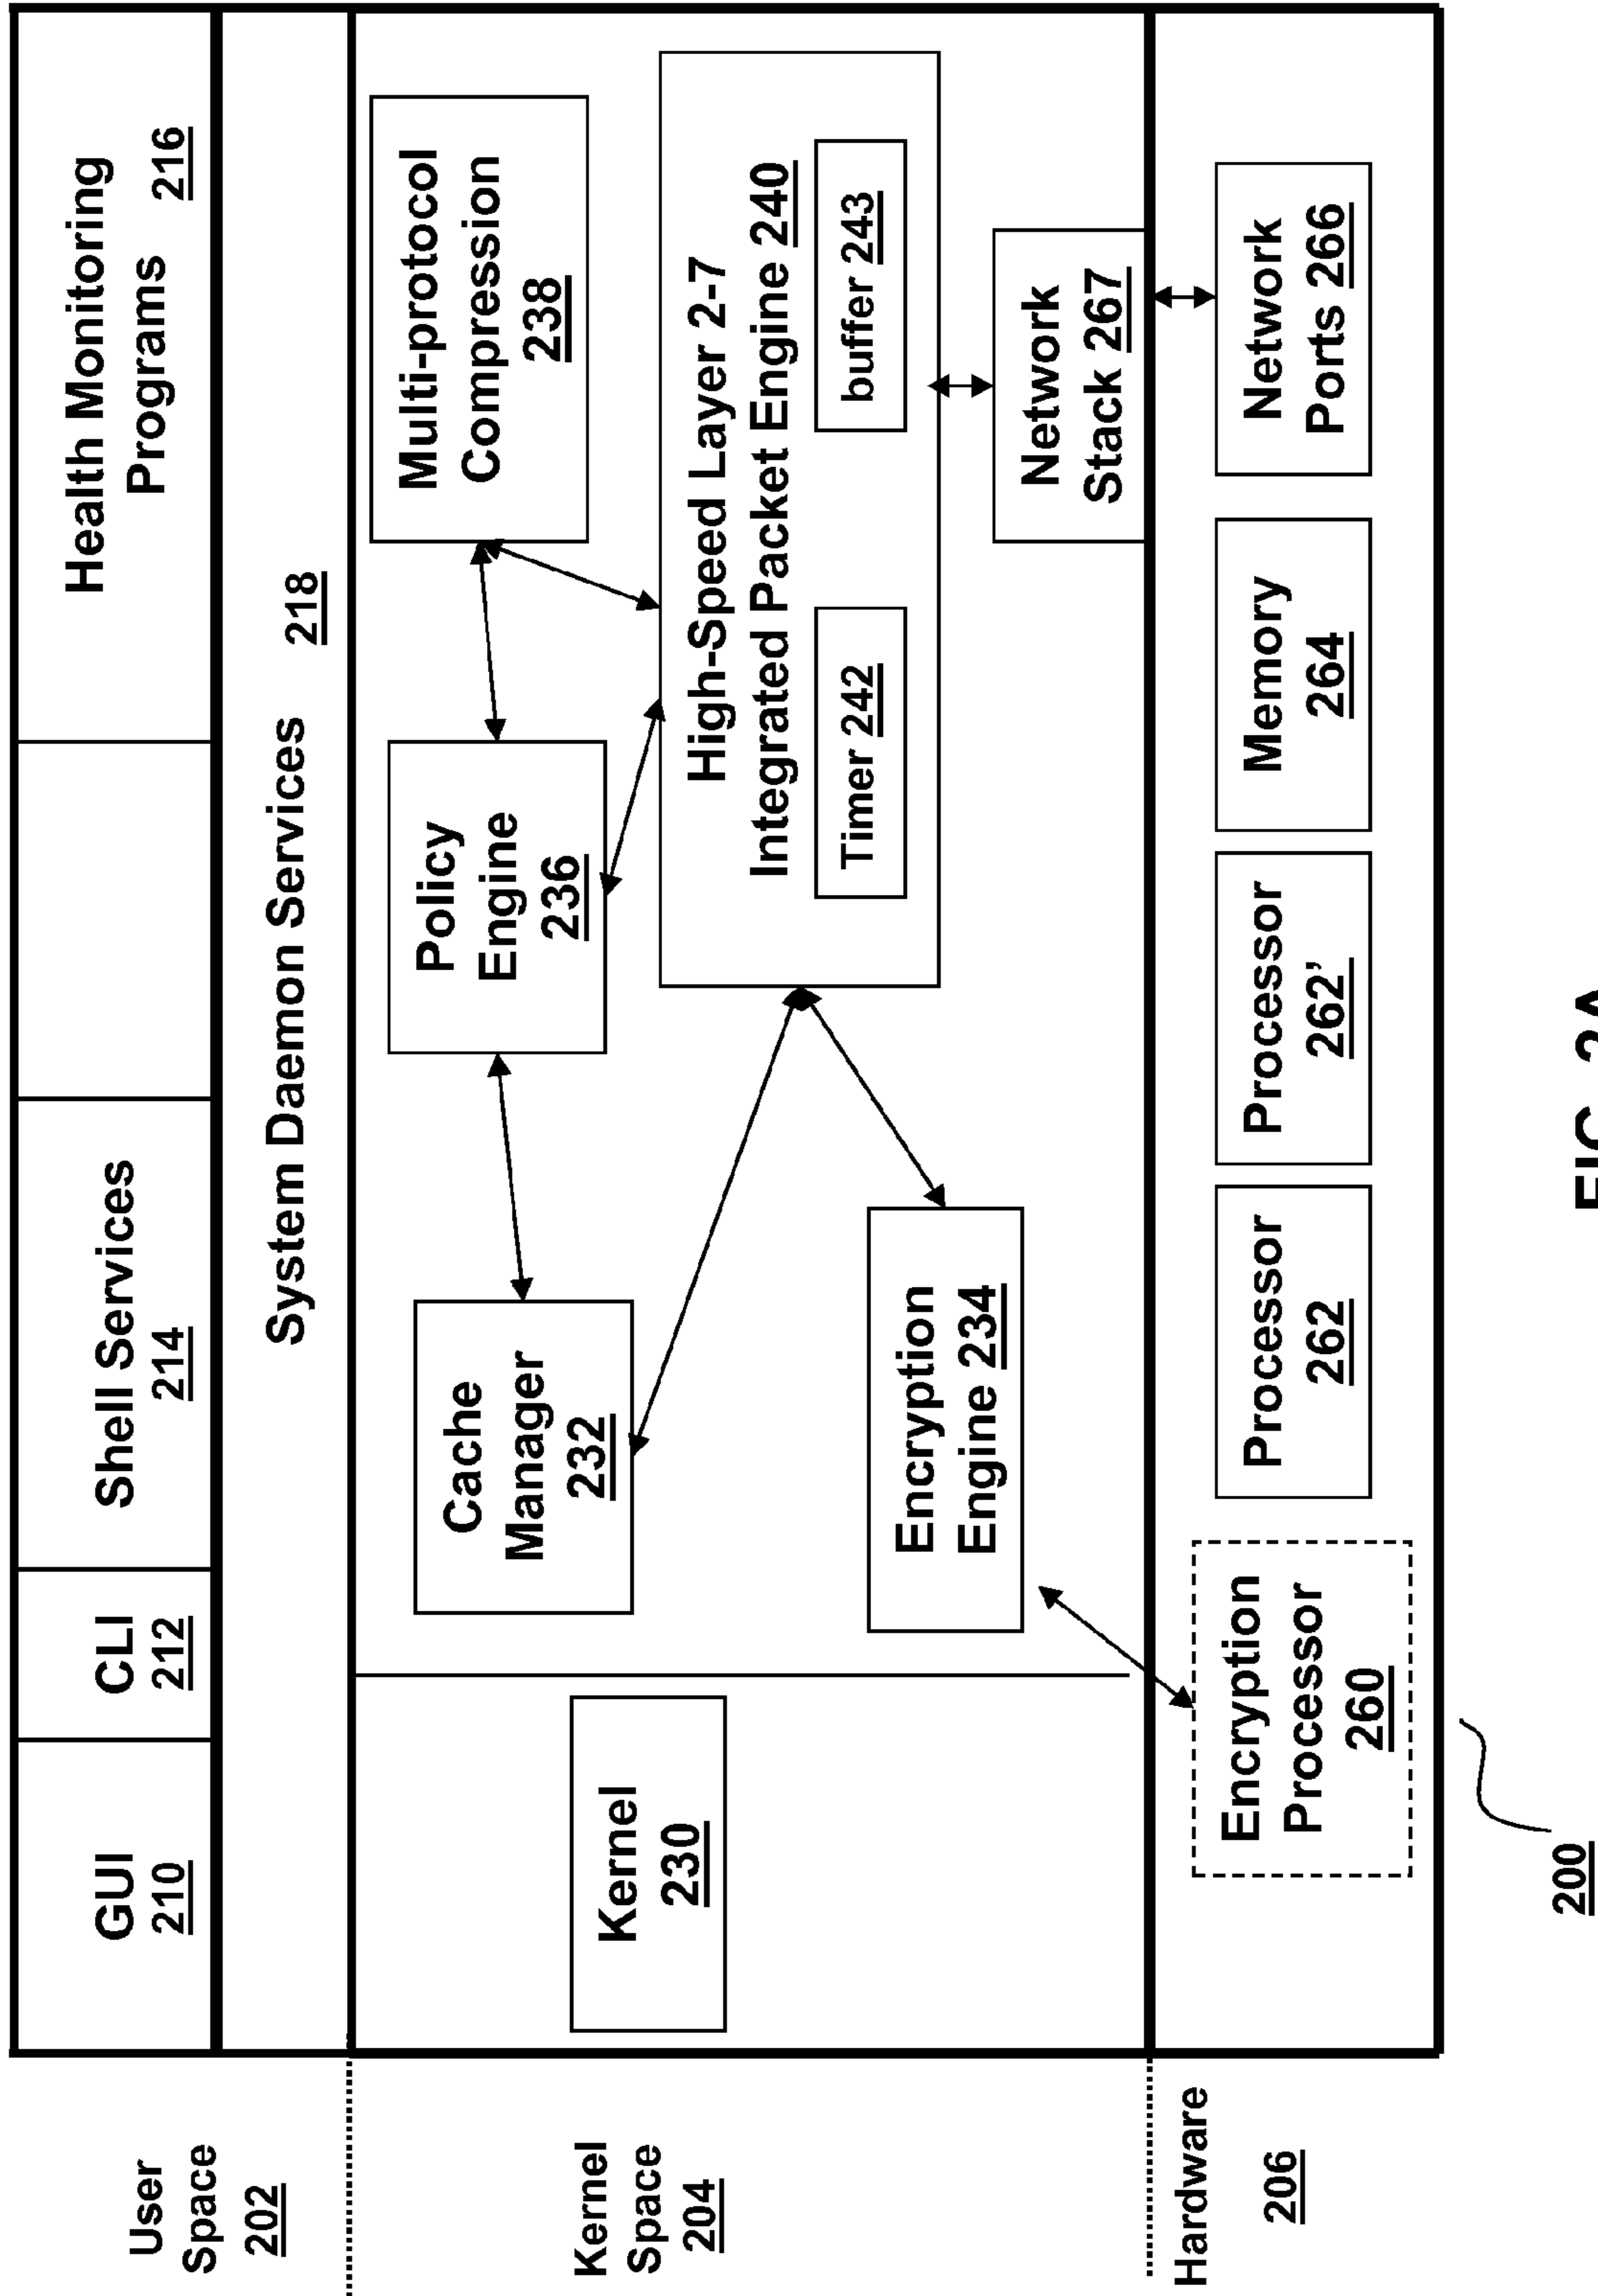 User
Space
202
GUI
210
CLI
212
Shell Services
214
Health Monitoring
Programs 216
System Daemon Services 218
Kernel
Space
204
Kernel
230
Cache
Manager
232
Policy
Engine
236
Multi-protocol
Compression
238
High-Speed Layer 2-7
Integrated Packet Engine 240
Timer 242
buffer 243
Encryption
Engine 234
Network
Stack 267
Hardware
206
Encryption
Processor
260
Processor
262
Processor
262’
Memory
264
Network
Ports 266
200
FIG. 2A